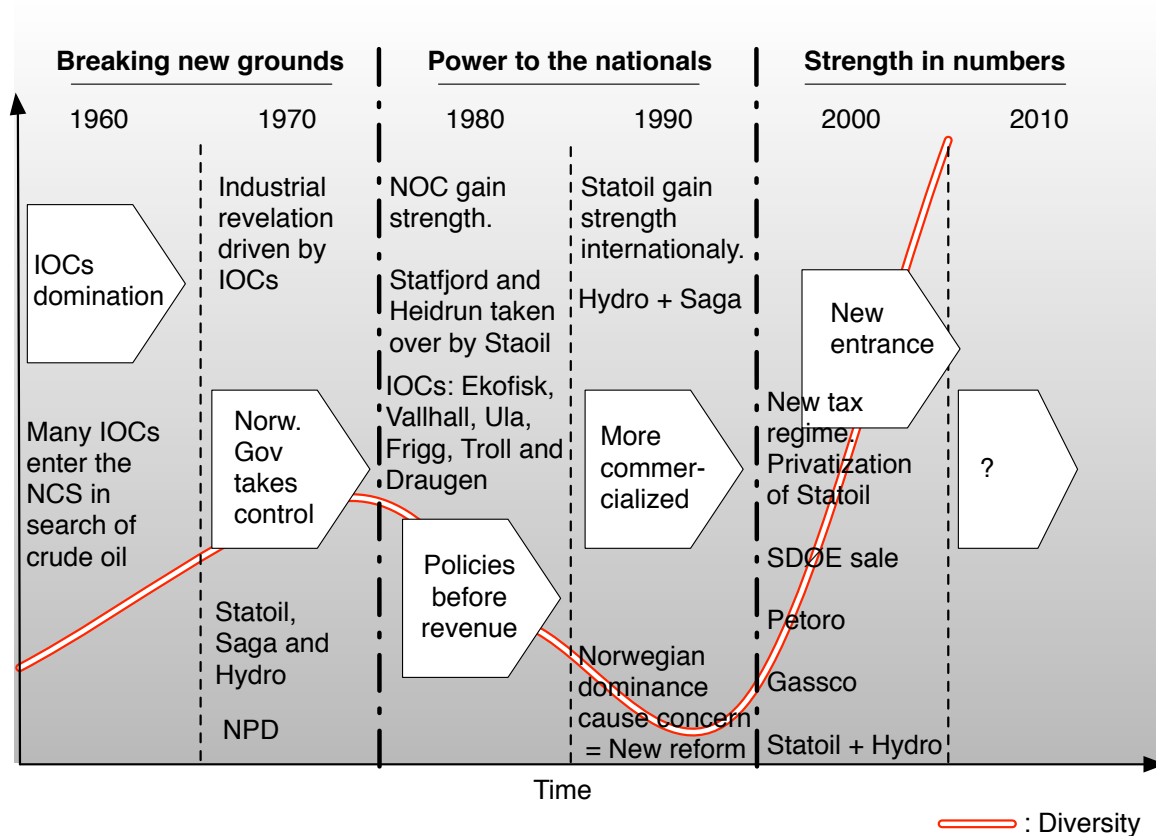 Breaking new grounds
Power to the nationals
Strength in numbers
1960
1970
1980
1990
2000
2010
IOCs
domination
Many IOCs
enter the
NCS in
search of
crude oil
Industrial
revelation
driven by
IOCs
Norw.
Gov
takes
control
Statoil,
Saga and
Hydro
NPD
NOC gain
strength.
Statfjord and
Heidrun taken
over by Staoil
IOCs: Ekofisk,
Vallhall, Ula,
Frigg, Troll and
Draugen
Policies
before
revenue
Statoil gain
strength
internationaly.
Hydro + Saga
More
commer-
cialized
Norwegian
dominance
cause concern
= New reform
New
entrance
New tax
regime.
Privatization
of Statoil
SDØE sale
Petoro
Gassco
Statoil + Hydro
?
Time
: Diversity